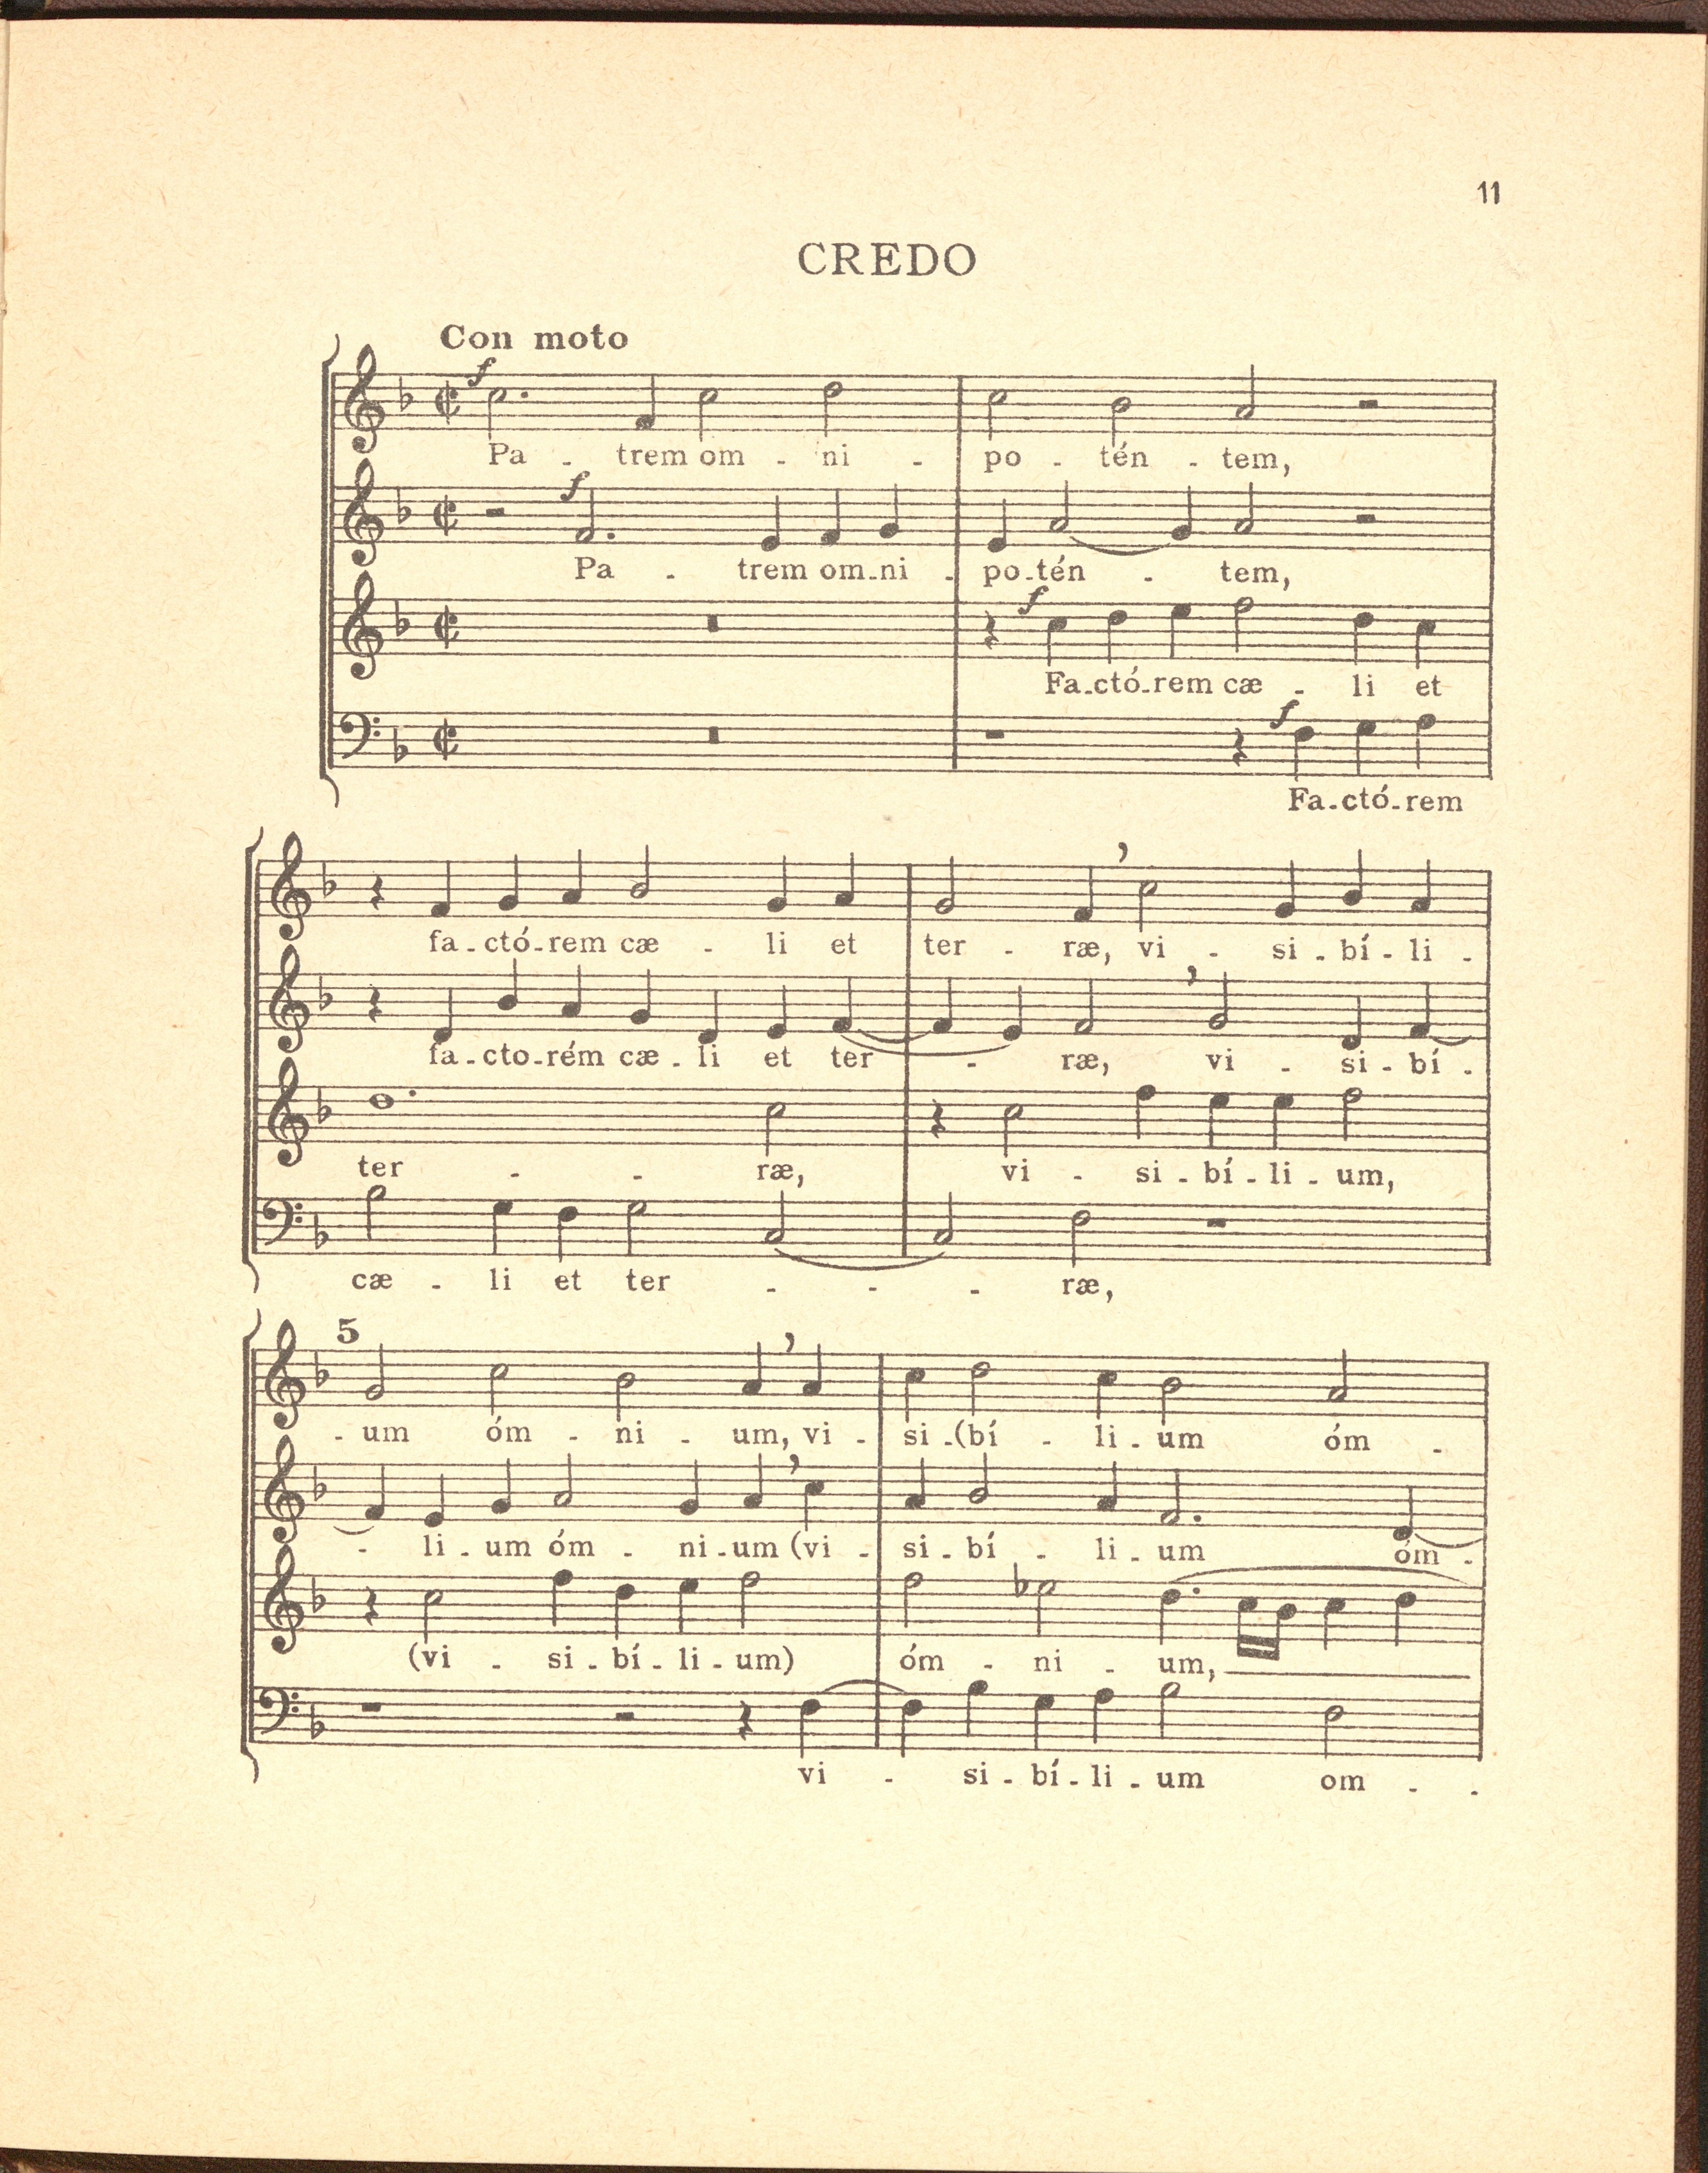 11
CREDO
Con moto
f
Pa - trem om - ni - po - tén - tem,
f
Pa - trem om-ni - po-tén - tem,
f
Fa-ctó-rem cæ - li et
f
Fa-ctó-rem
fa-ctó-rem cæ - li et ter - ræ, vi - si-bí-li-
fa-cto-rém cæ-li et ter - ræ, vi - si-bí-
ter - - ræ, vi - si-bí-li-um,
cæ - li et ter - - - ræ,
5
-um óm - ni - um, vi - si-(bí - li-um óm -
- li-um óm - ni-um (vi - si-bí - li-um óm-
(vi - si-bí-li-um) óm - ni - um,
vi - si-bí-li-um om - -